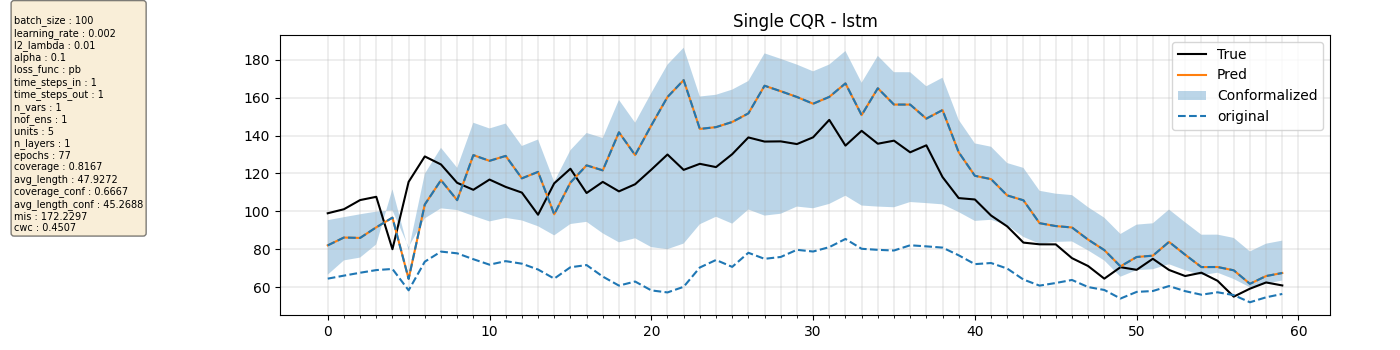 batch_size : 100
learning_rate : 0.002
l2_lambda : 0.01
alpha : 0.1
loss_func : pb
time_steps_in : 1
time_steps_out : 1
n_vars : 1
nof_ens : 1
units : 5
n_layers : 1
epochs : 77
coverage : 0.8167
avg_length : 47.9272
coverage_conf : 0.6667
avg_length_conf : 45.2688
mis : 172.2297
cwc : 0.4507
Single CQR - lstm
180
160
140
120
100
80
60
0 10 20 30 40 50 60
True
Pred
Conformalized
original